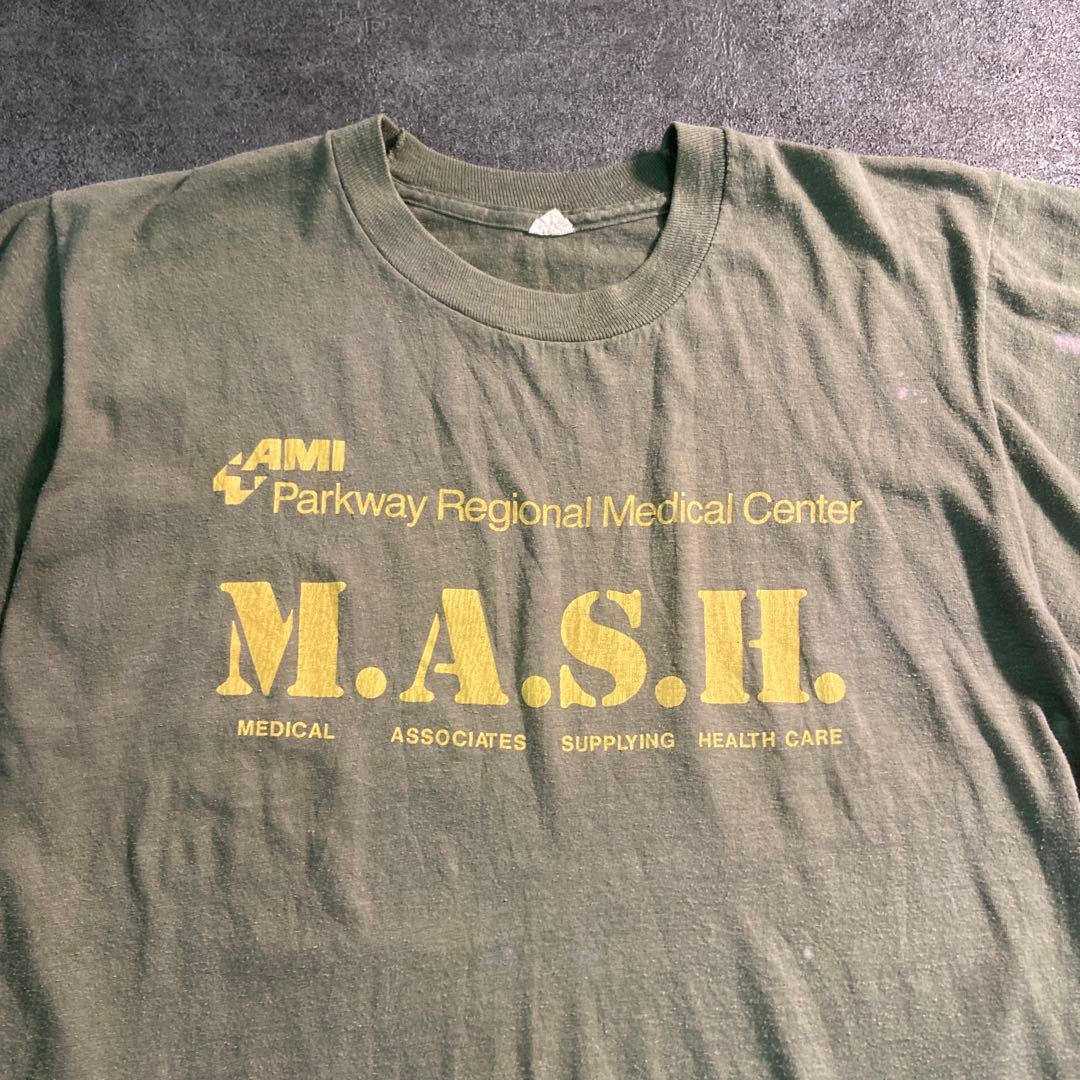 AMI
Parkway Regional Medical Center
M.A.S.H.
MEDICAL ASSOCIATES SUPPLYING HEALTH CARE